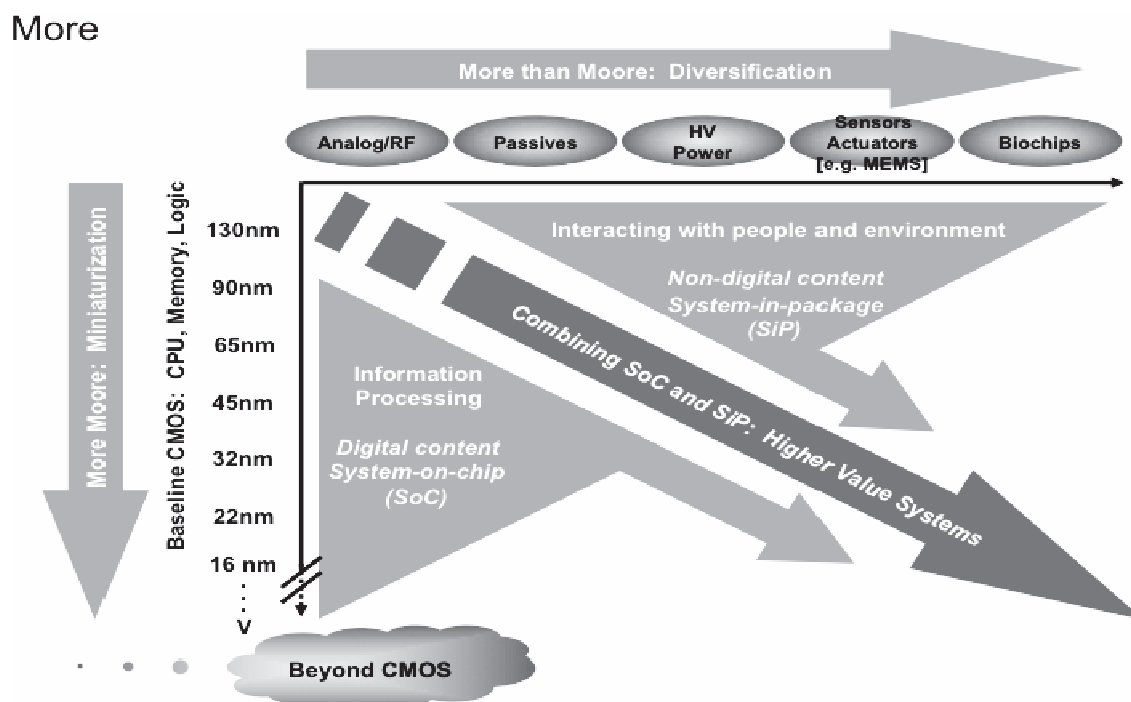 More
More than Moore: Diversification
Analog/RF
Passives
HV
Power
Sensors
Actuators
[e.g. MEMS]
Biochips
More Moore: Miniaturization
Baseline CMOS: CPU, Memory, Logic
130nm
90nm
65nm
45nm
32nm
22nm
16 nm
V
Interacting with people and environment
Non-digital content
System-in-package
(SiP)
Combining SoC and SiP: Higher Value Systems
Information
Processing
Digital content
System-on-chip
(SoC)
Beyond CMOS